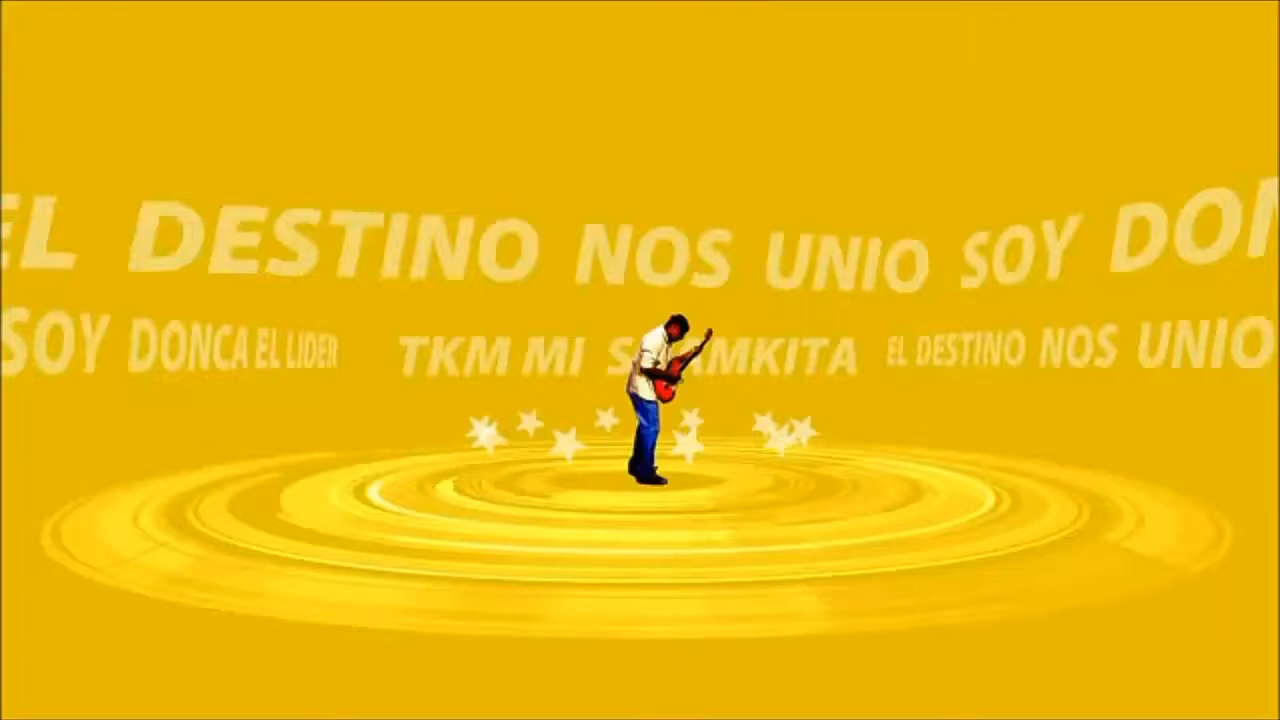 EL DESTINO NOS UNIO SOY
SOY DONCA EL LIDER TKM MI EL DESTINO NOS UNIO